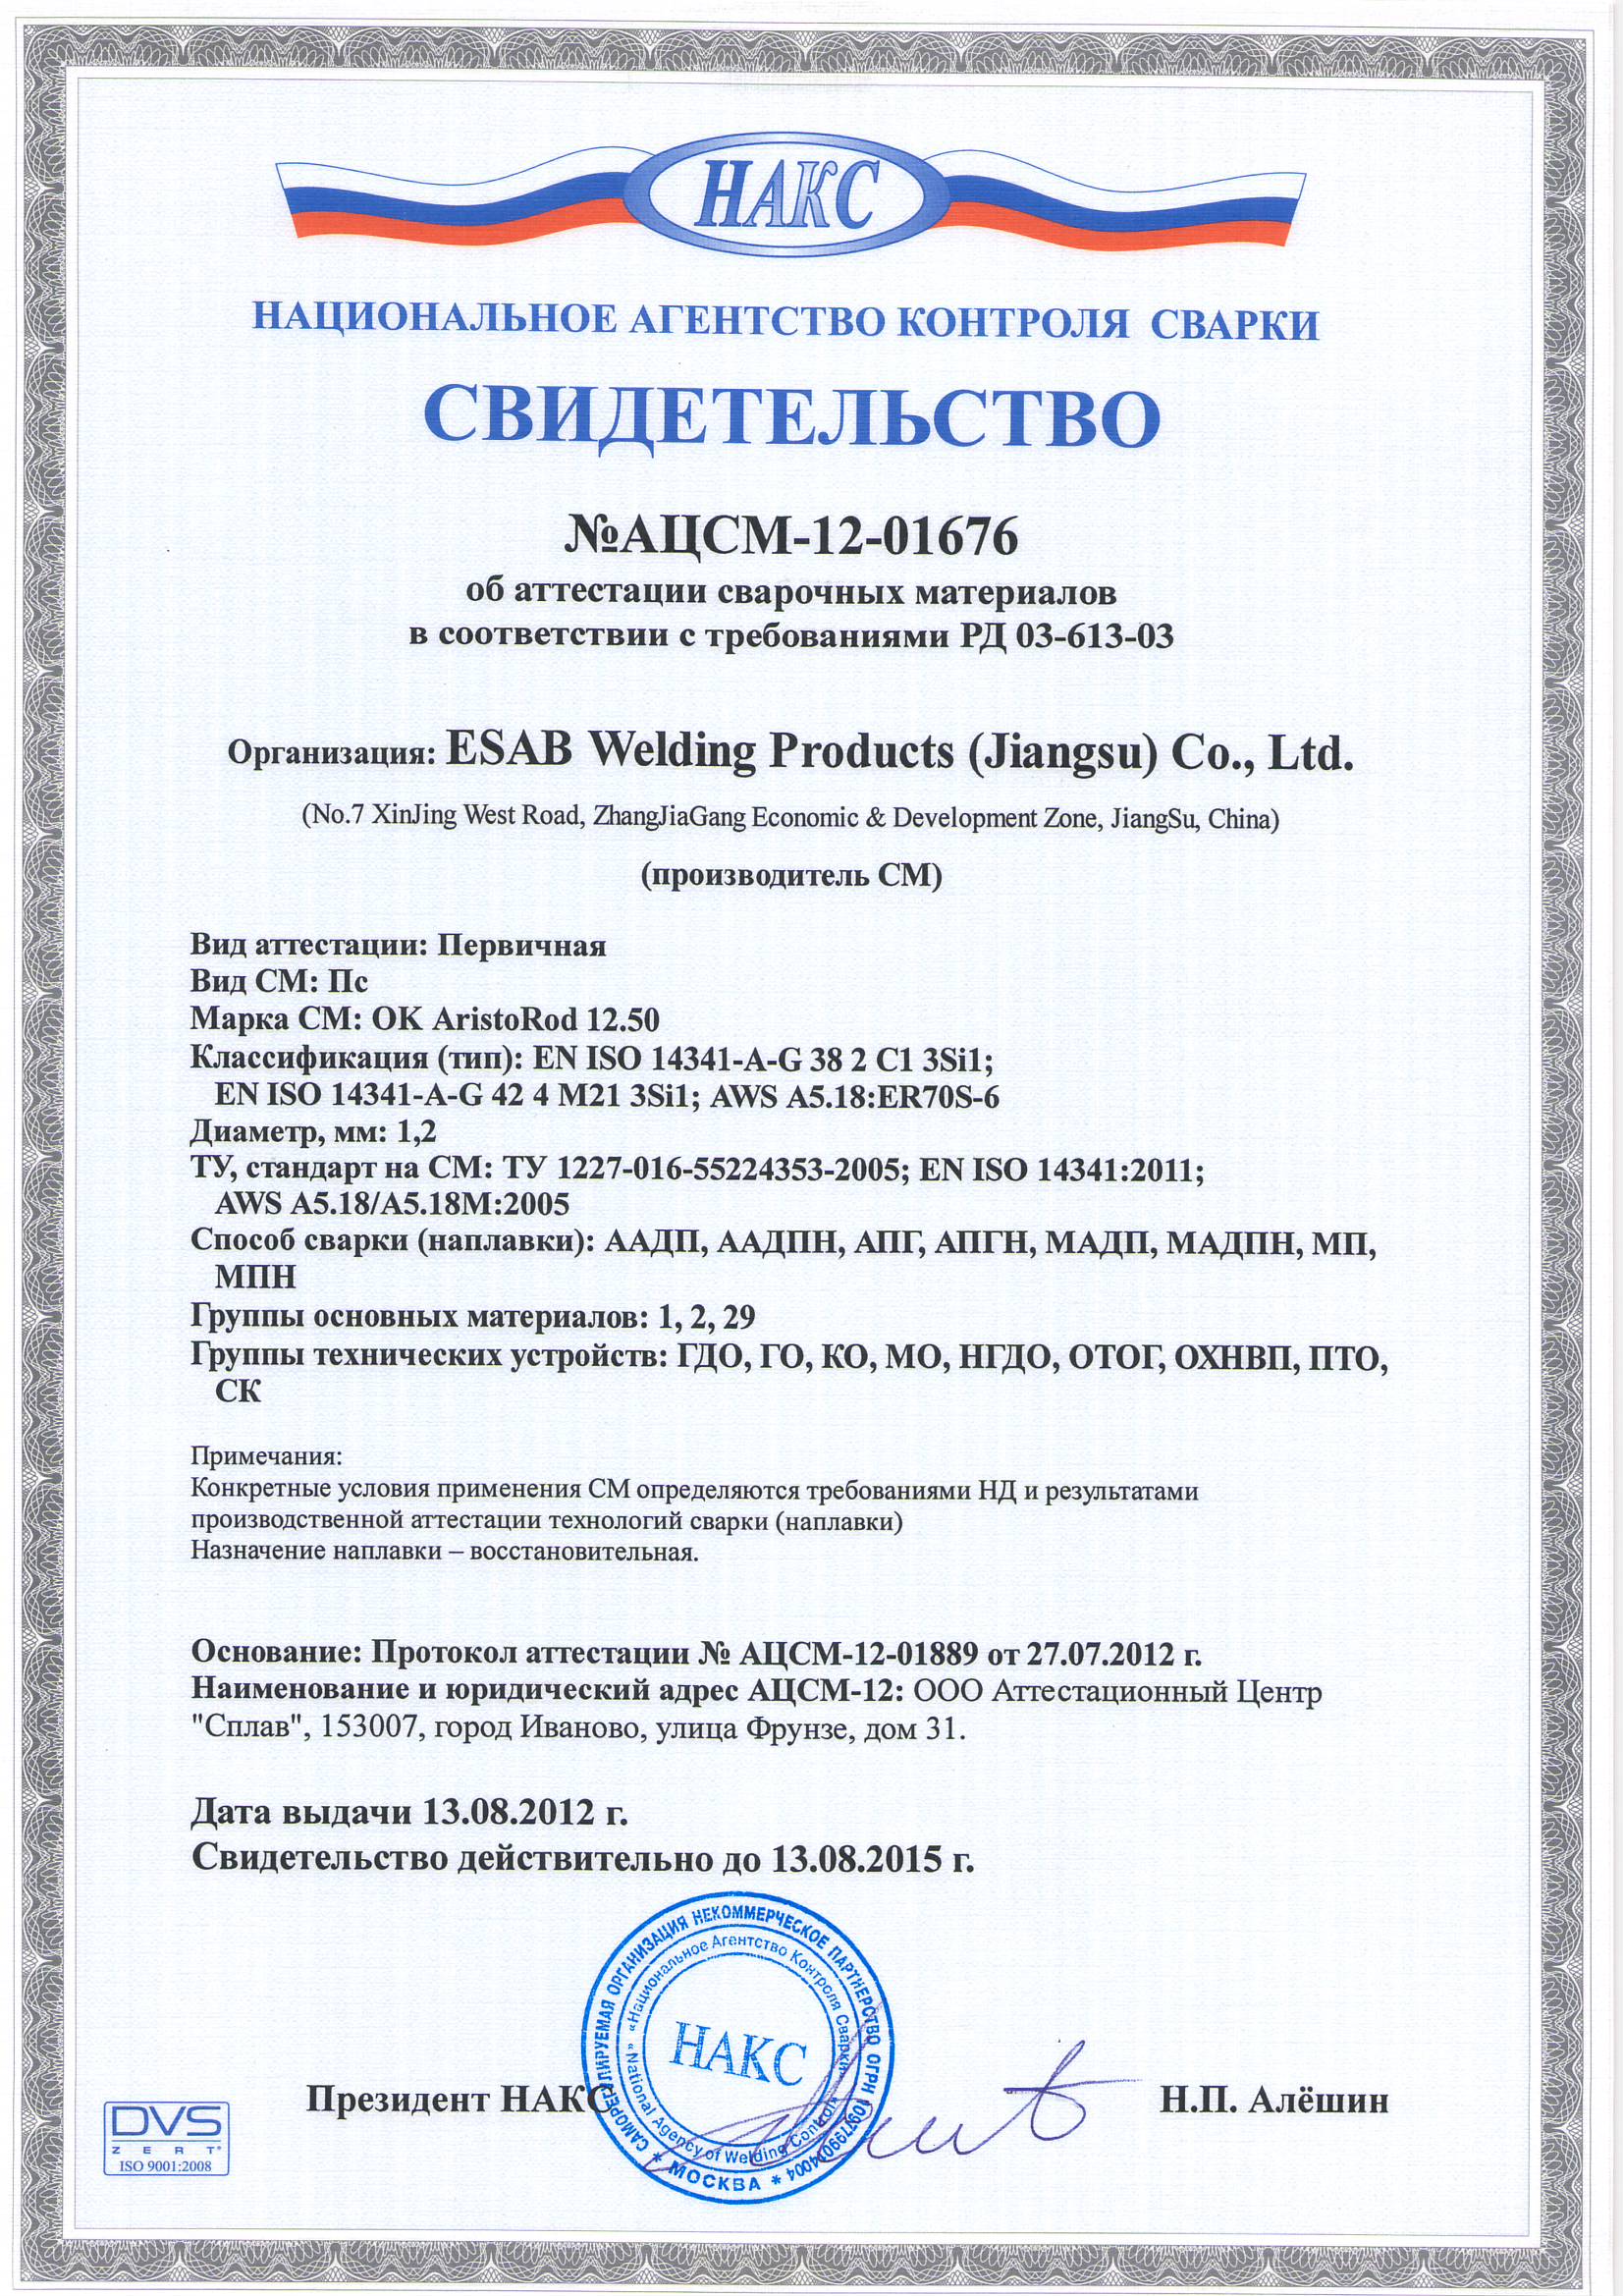 НАКС
НАЦИОНАЛЬНОЕ АГЕНТСТВО КОНТРОЛЯ СВАРКИ
СВИДЕТЕЛЬСТВО
№АЦСМ-12-01676
об аттестации сварочных материалов
в соответствии с требованиями РД 03-613-03
Организация: ESAB Welding Products (Jiangsu) Co., Ltd.
(No.7 XinJing West Road, ZhangJiaGang Economic & Development Zone, JiangSu, China)
(производитель СМ)
Вид аттестации: Первичная
Вид СМ: Пс
Марка СМ: OK AristoRod 12.50
Классификация (тип): EN ISO 14341-A-G 38 2 C1 3Si1;
EN ISO 14341-A-G 42 4 M21 3Si1; AWS A5.18:ER70S-6
Диаметр, мм: 1,2
ТУ, стандарт на СМ: ТУ 1227-016-55224353-2005; EN ISO 14341:2011;
AWS A5.18/A5.18M:2005
Способ сварки (наплавки): ААДП, ААДПН, АПГ, АПГН, МАДП, МАДПН, МП,
МПН
Группы основных материалов: 1, 2, 29
Группы технических устройств: ГДО, ГО, КО, МО, НГДО, ОТОГ, ОХНВП, ПТО,
СК
Примечания:
Конкретные условия применения СМ определяются требованиями НД и результатами
производственной аттестации технологий сварки (наплавки)
Назначение наплавки – восстановительная.
Основание: Протокол аттестации № АЦСМ-12-01889 от 27.07.2012 г.
Наименование и юридический адрес АЦСМ-12: ООО Аттестационный Центр
"Сплав", 153007, город Иваново, улица Фрунзе, дом 31.
Дата выдачи 13.08.2012 г.
Свидетельство действительно до 13.08.2015 г.
САМОРЕГУЛИРУЕМАЯ ОРГАНИЗАЦИЯ НЕКОММЕРЧЕСКОЕ ПАРТНЕРСТВО ОГРН
* МОСКВА *
«Национальное Агентство Контроля Сварки»
«National Agency of Welding Control»
НАКС
Президент НАКС
Н.П. Алёшин
DVS
ZERT
ISO 9001:2008